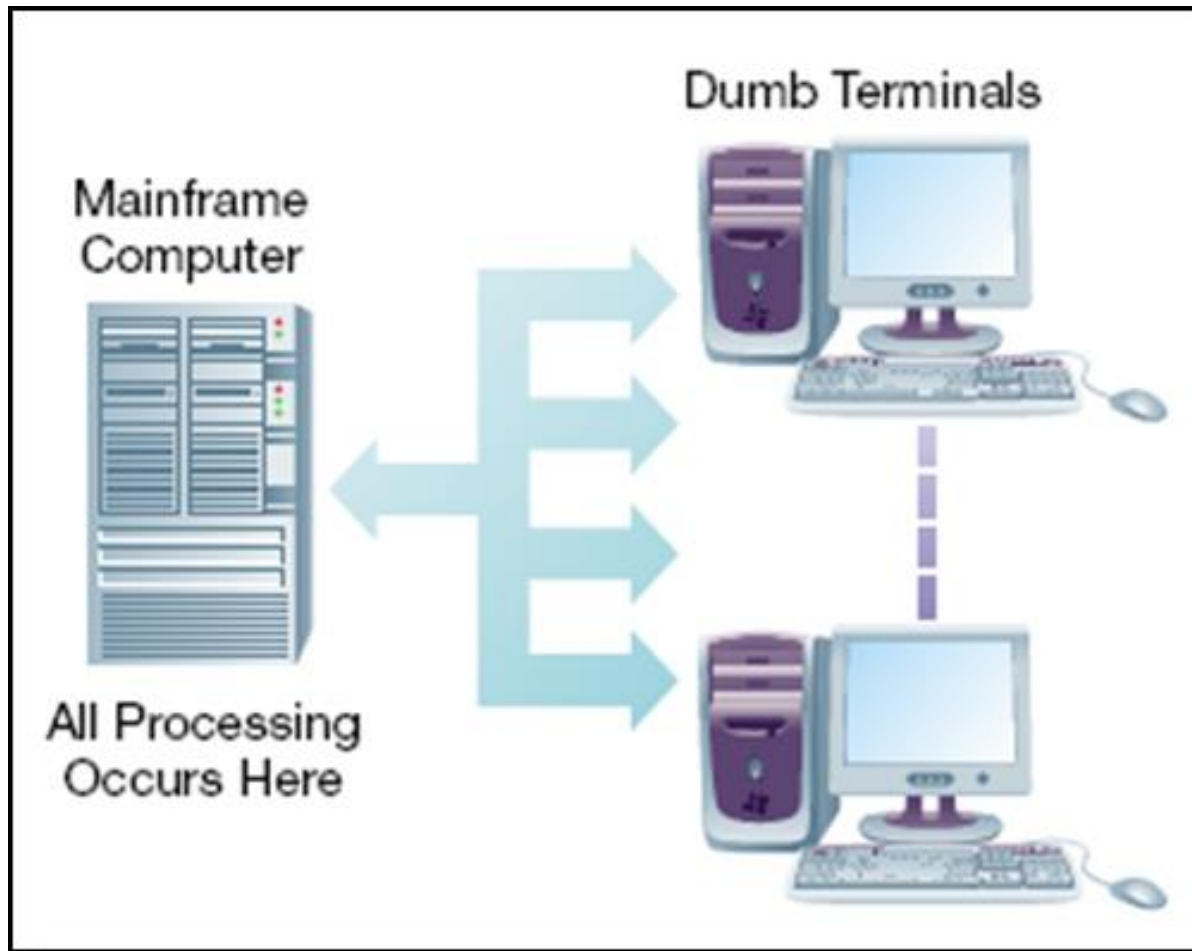 Dumb Terminals
Mainframe
Computer
All Processing
Occurs Here